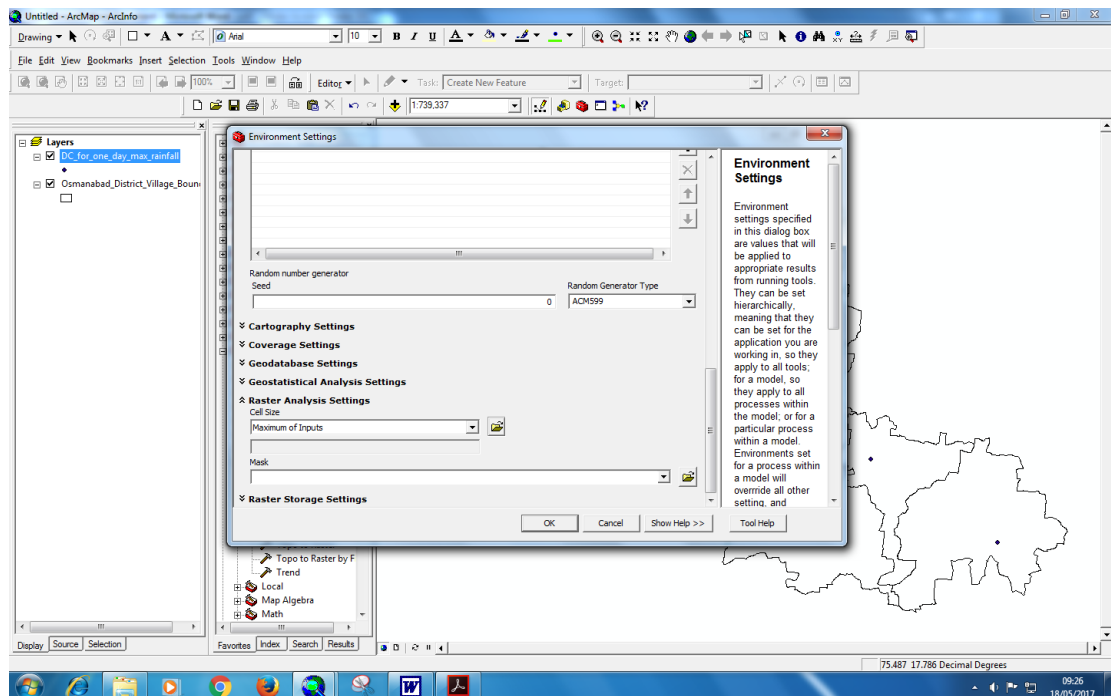 Untitled - ArcMap - ArcInfo
Drawing A Arial 10 B I U A
File Edit View Bookmarks Insert Selection Tools Window Help
100% Editor Task: Create New Feature Target:
1:739,337
Layers
DC_for_one_day_max_rainfall
Osmanabad_District_Village_Boun
Environment Settings
Random number generator
Seed
Random Generator Type
0
ACM599
Cartography Settings
Coverage Settings
Geodatabase Settings
Geostatistical Analysis Settings
Raster Analysis Settings
Cell Size
Maximum of Inputs
Mask
Raster Storage Settings
OK Cancel Show Help >> Tool Help
Environment
Settings
Environment
settings specified
in this dialog box
are values that will
be applied to
appropriate results
from running tools.
They can be set
hierarchically,
meaning that they
can be set for the
application you are
working in, so they
apply to all tools;
for a model, so
they apply to all
processes within
the model; or for a
particular process
within a model.
Environments set
for a process within
a model will
overrride all other
setting, and
Topo to Raster by F
Trend
Local
Map Algebra
Math
Display Source Selection
Favorites Index Search Results
75.487 17.786 Decimal Degrees
09:26
18/05/2017